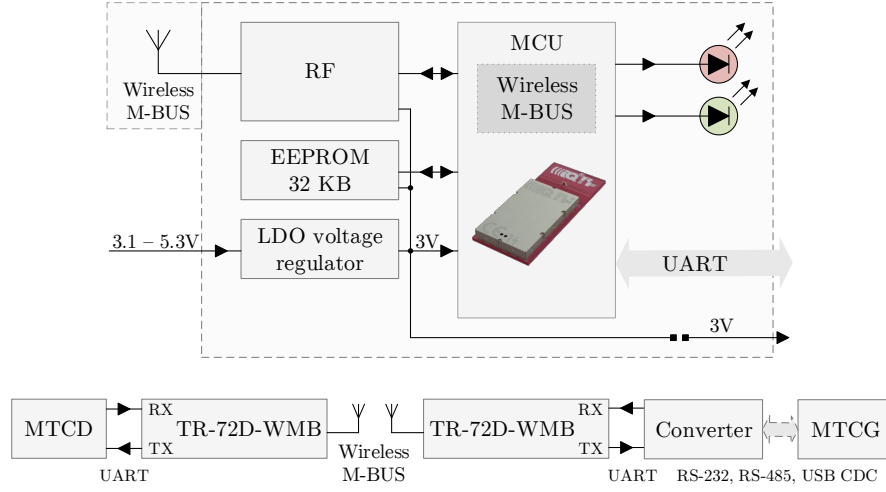 MCU
RF
Wireless
M-BUS
Wireless
M-BUS
EEPROM
32 KB
LDO voltage
regulator
3.1 – 5.3V
3V
UART
3V
MTCD
RX
TX
TR-72D-WMB
UART
Wireless
M-BUS
TR-72D-WMB
RX
TX
UART
Converter
RS-232, RS-485, USB CDC
MTCG